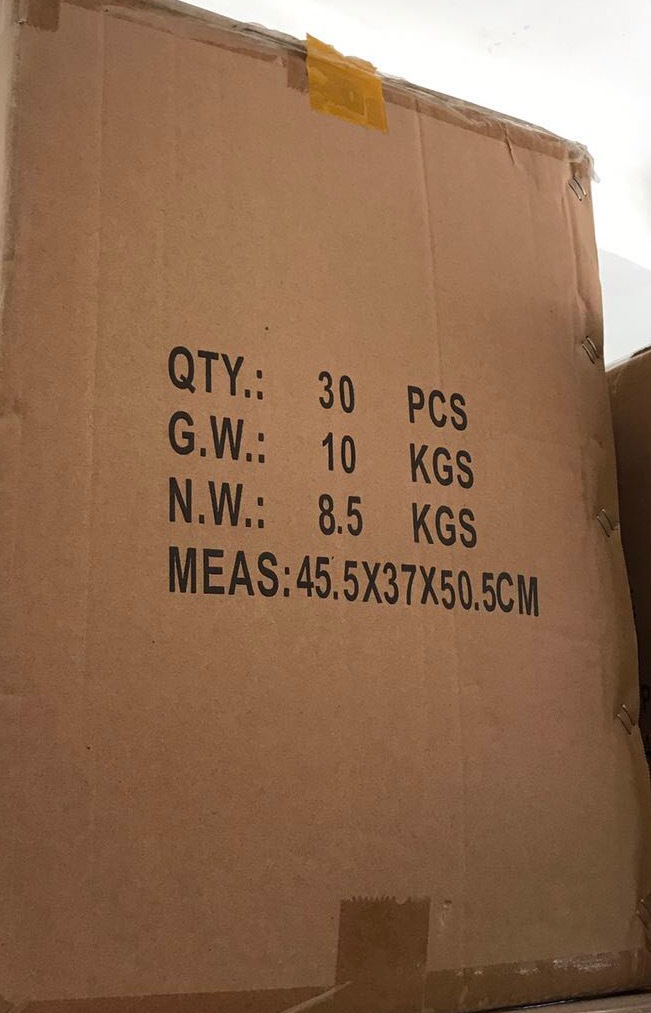 QTY.: 30 PCS
G.W.: 10 KGS
N.W.: 8.5 KGS
MEAS:45.5X37X50.5CM